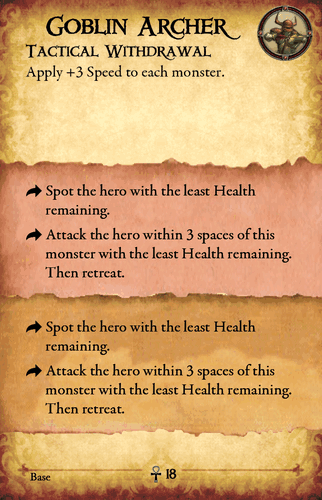 Goblin Archer
Tactical Withdrawal
Apply +3 Speed to each monster.
Spot the hero with the least Health
remaining.
Attack the hero within 3 spaces of this
monster with the least Health remaining.
Then retreat.
Spot the hero with the least Health
remaining.
Attack the hero within 3 spaces of this
monster with the least Health remaining.
Then retreat.
Base ☥ 18